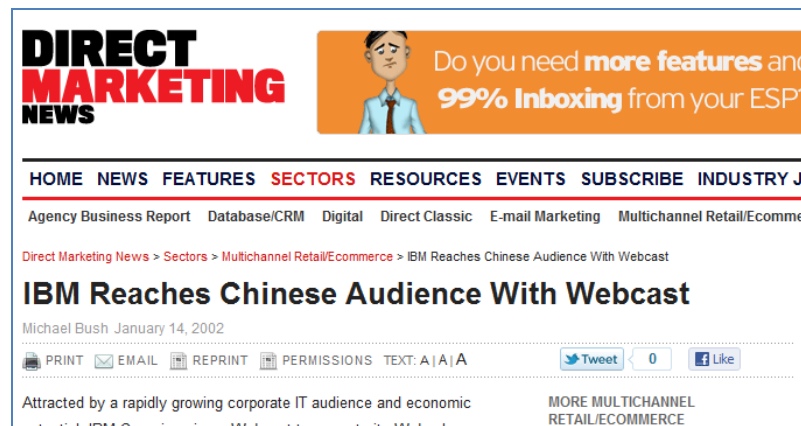 DIRECT
MARKETING
NEWS
Do you need more features and
99% Inboxing from your ESP?
HOME NEWS FEATURES SECTORS RESOURCES EVENTS SUBSCRIBE INDUSTRY J
Agency Business Report Database/CRM Digital Direct Classic E-mail Marketing Multichannel Retail/Ecomme
Direct Marketing News > Sectors > Multichannel Retail/Ecommerce > IBM Reaches Chinese Audience With Webcast
IBM Reaches Chinese Audience With Webcast
Michael Bush January 14, 2002
PRINT EMAIL REPRINT PERMISSIONS TEXT: A | A | A
Tweet 0 Like
Attracted by a rapidly growing corporate IT audience and economic
MORE MULTICHANNEL
RETAIL/ECOMMERCE